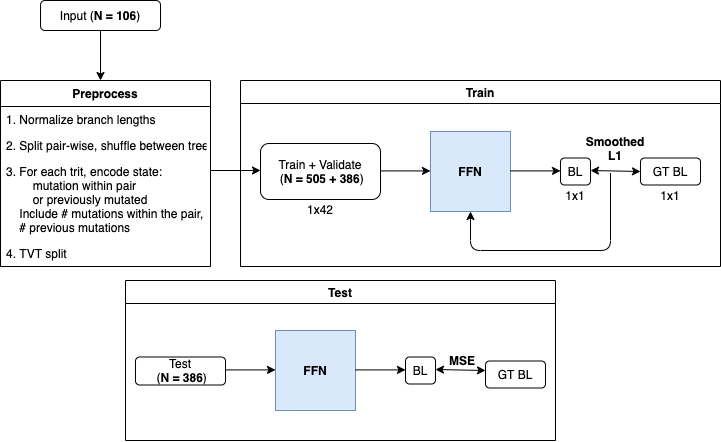 Input (N = 106)
Preprocess
1. Normalize branch lengths
2. Split pair-wise, shuffle between tree
3. For each trit, encode state:
mutation within pair
or previously mutated
Include # mutations within the pair,
# previous mutations
4. TVT split
Train
Train + Validate
(N = 505 + 386)
1x42
FFN
BL
1x1
Smoothed
L1
GT BL
1x1
Test
Test
(N = 386)
FFN
BL
MSE
GT BL